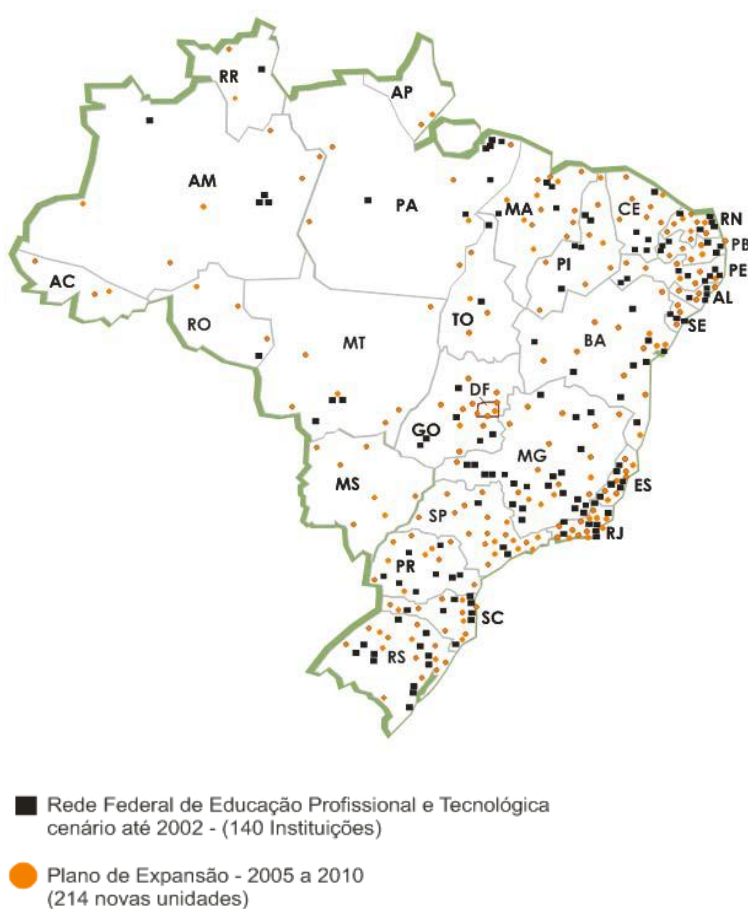 RR
AP
AM
PA
MA
CE
RN
PB
PE
AL
SE
PI
AC
RO
TO
MT
BA
DF
GO
MG
ES
MS
SP
RJ
PR
SC
RS
Rede Federal de Educação Profissional e Tecnológica
cenário até 2002 - (140 Instituições)
Plano de Expansão - 2005 a 2010
(214 novas unidades)